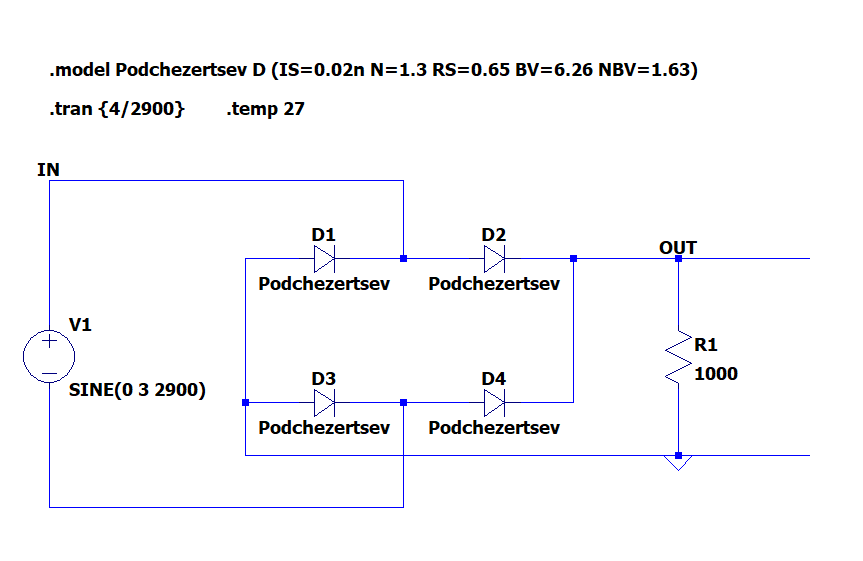 .model Podchezertsev D (IS=0.02n N=1.3 RS=0.65 BV=6.26 NBV=1.63)
.tran {4/2900} .temp 27
IN
D1 D2
OUT
Podchezertsev Podchezertsev
V1
R1
1000
D3 D4
SINE(0 3 2900)
Podchezertsev Podchezertsev